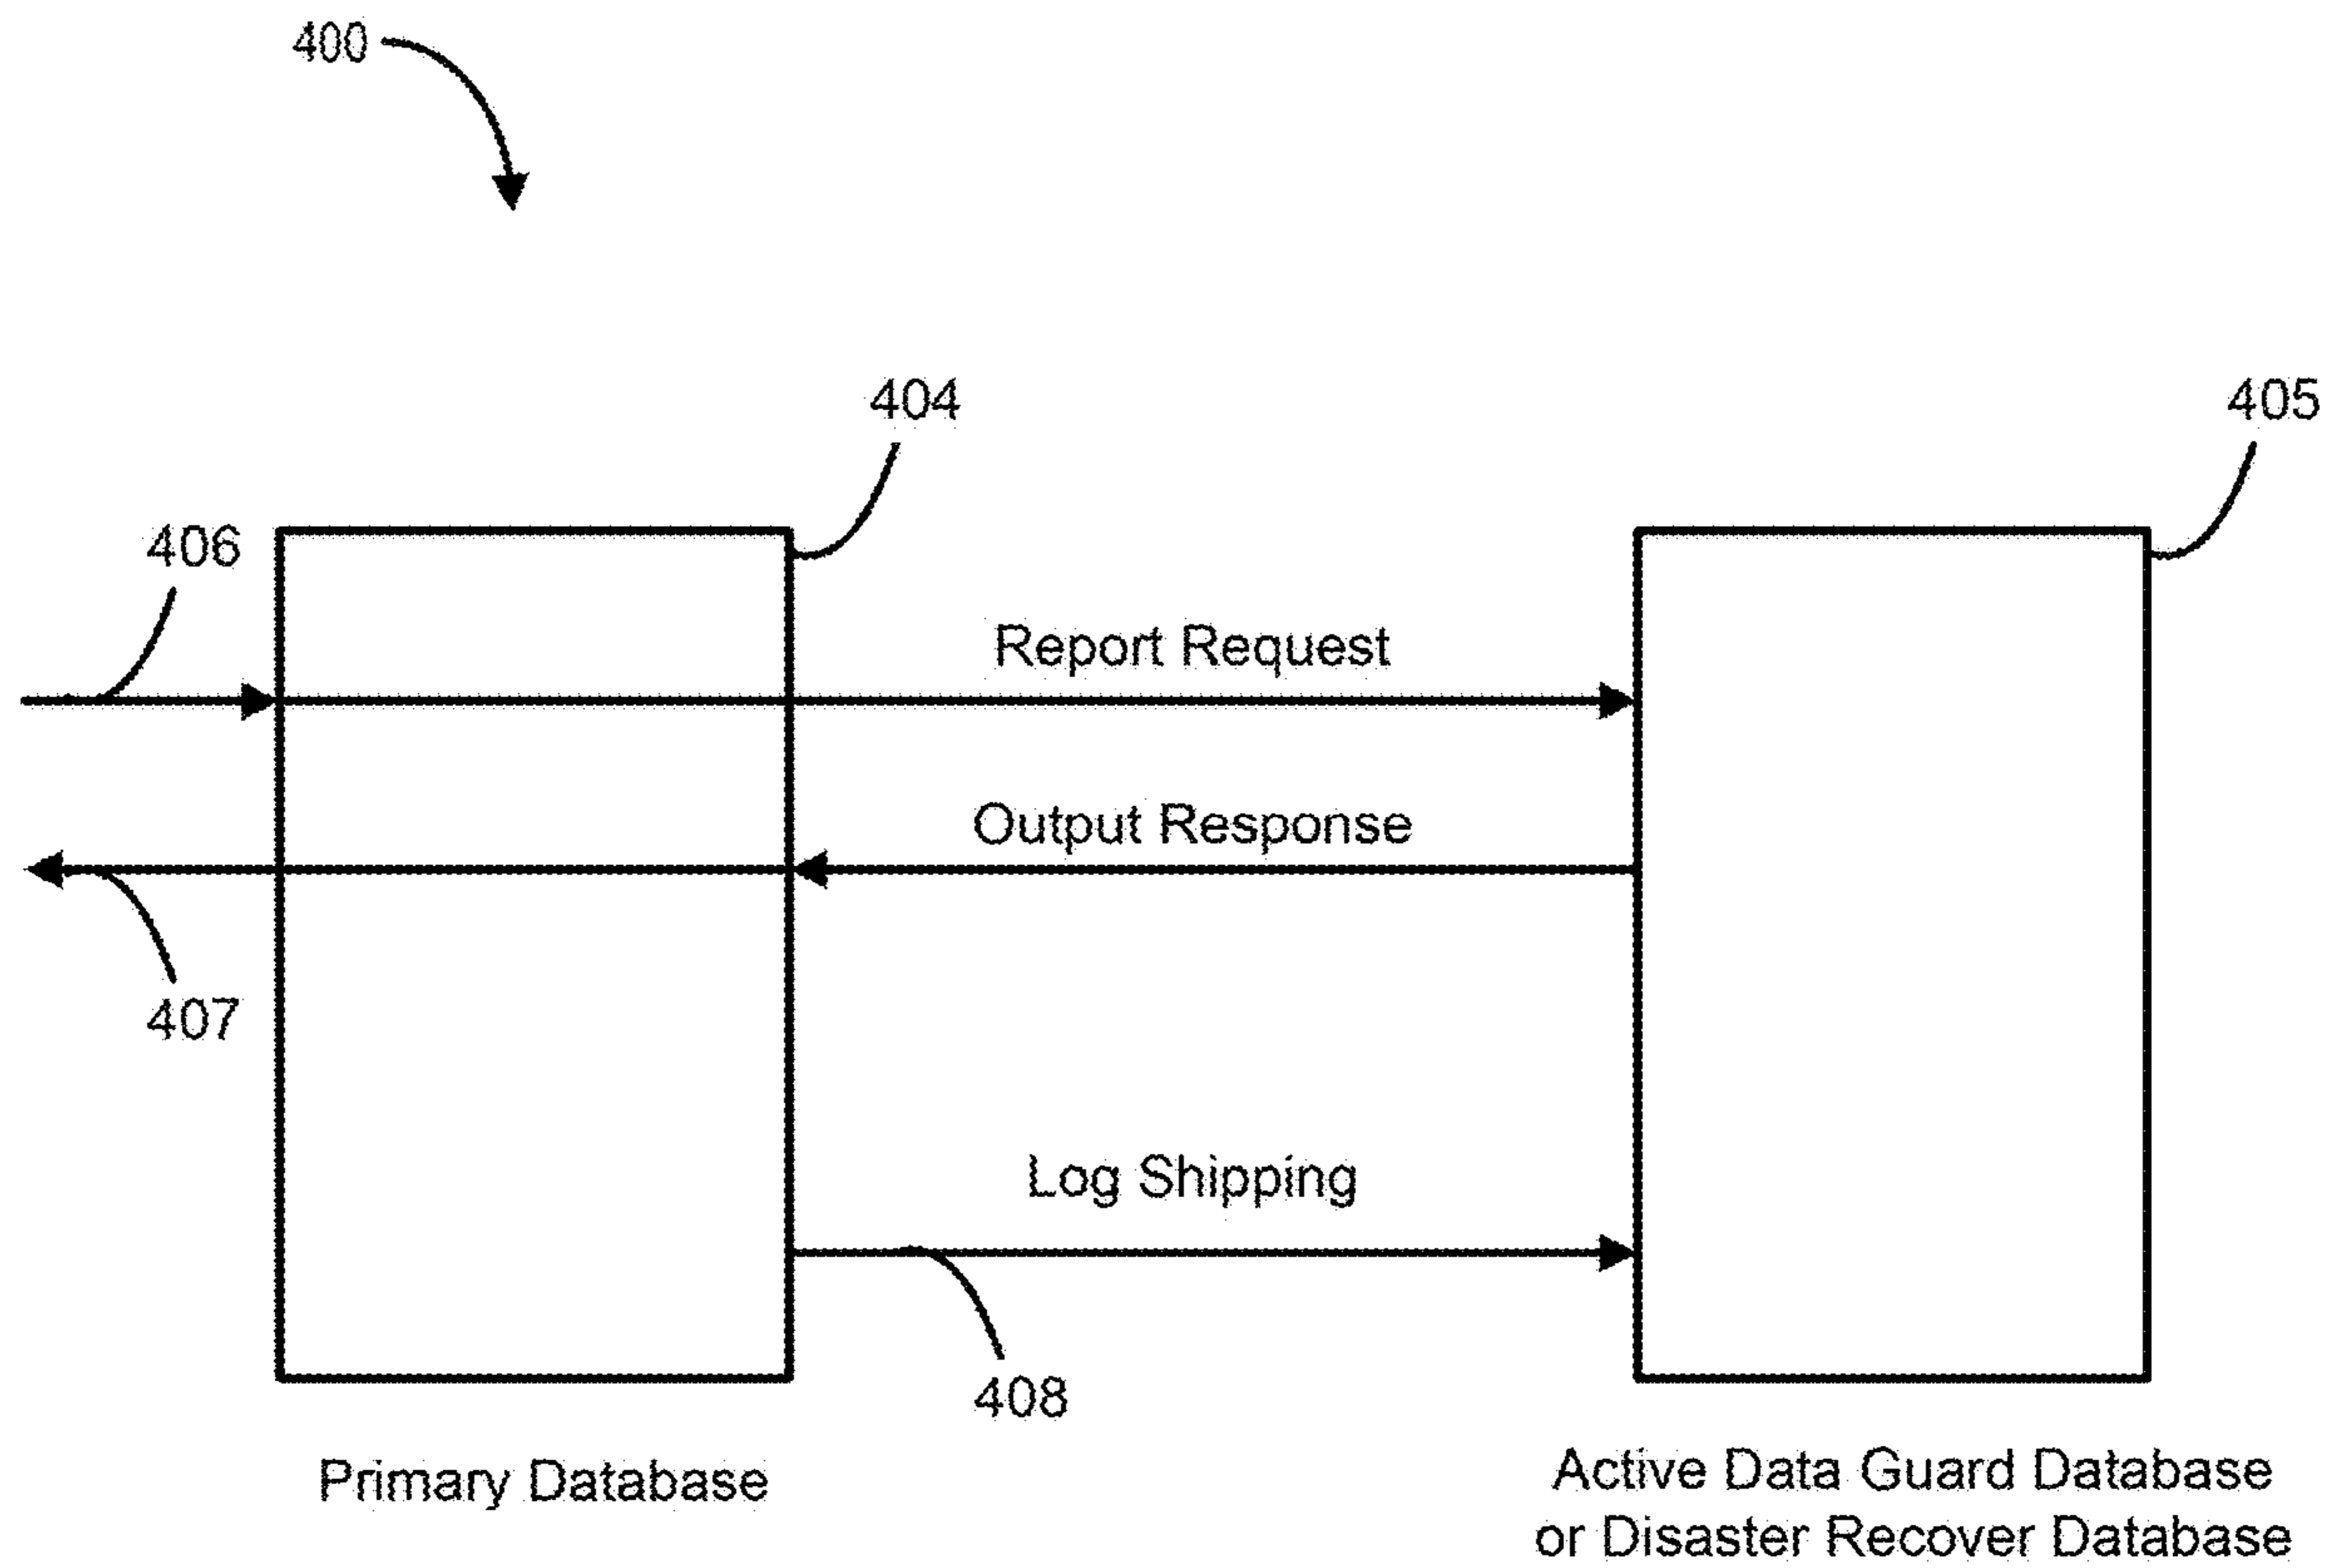 400
404
405
406
Report Request
Output Response
407
Log Shipping
408
Primary Database
Active Data Guard Database
or Disaster Recover Database